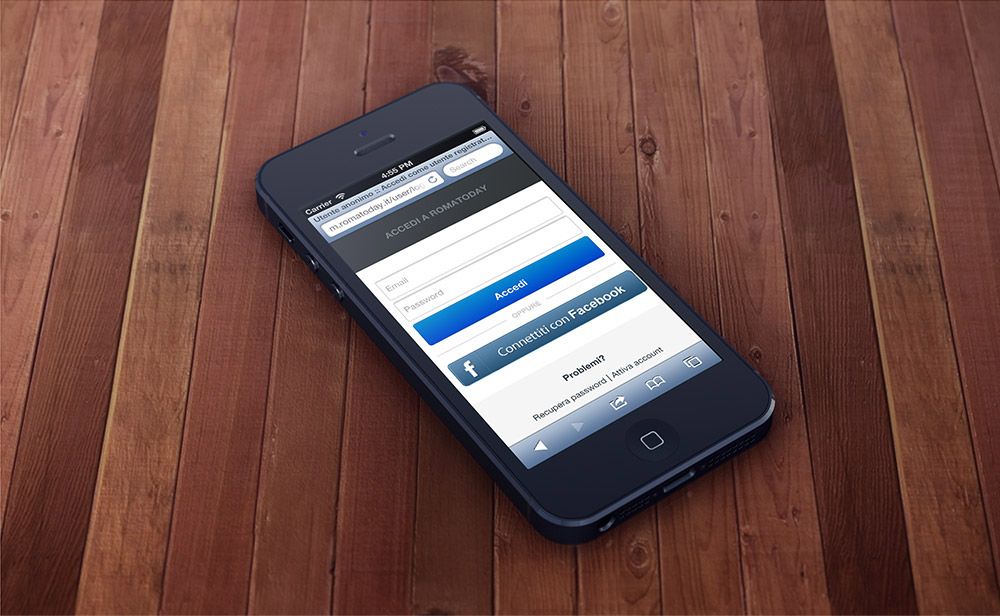 Carrier 4:55 PM
Utente anonimo :: Accedi come utente registrat...
m.romatoday.it/user/log Search
ACCEDI A ROMATODAY
Email
Password
Accedi
OPPURE
f Connettiti con Facebook
Problemi?
Recupera password | Attiva account